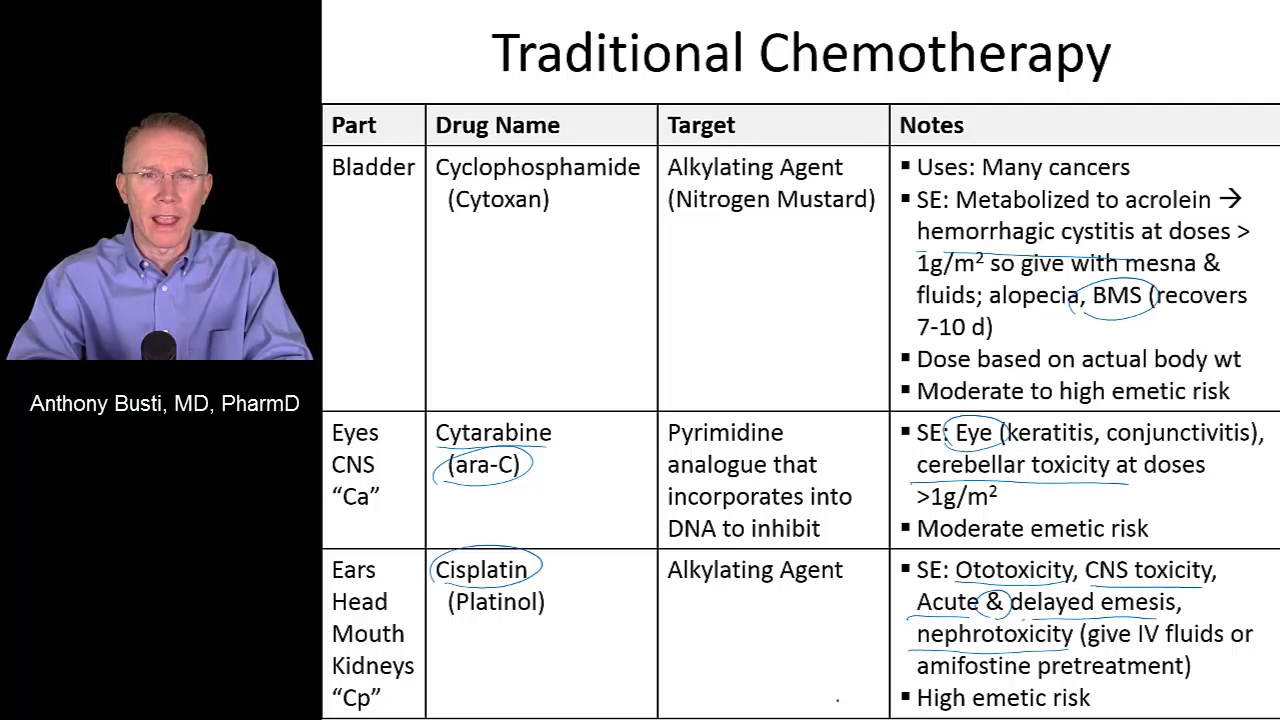 Traditional Chemotherapy
Part
Drug Name
Target
Notes
Bladder
Cyclophosphamide
(Cytoxan)
Alkylating Agent
(Nitrogen Mustard)
▪ Uses: Many cancers
▪ SE: Metabolized to acrolein →
hemorrhagic cystitis at doses >
1g/m² so give with mesna &
fluids; alopecia, BMS (recovers
7-10 d)
▪ Dose based on actual body wt
▪ Moderate to high emetic risk
Eyes
CNS
“Ca”
Cytarabine
(ara-C)
Pyrimidine
analogue that
incorporates into
DNA to inhibit
▪ SE: Eye (keratitis, conjunctivitis),
cerebellar toxicity at doses
>1g/m²
▪ Moderate emetic risk
Ears
Head
Mouth
Kidneys
“Cp”
Cisplatin
(Platinol)
Alkylating Agent
▪ SE: Ototoxicity, CNS toxicity,
Acute & delayed emesis,
nephrotoxicity (give IV fluids or
amifostine pretreatment)
▪ High emetic risk
Anthony Busti, MD, PharmD